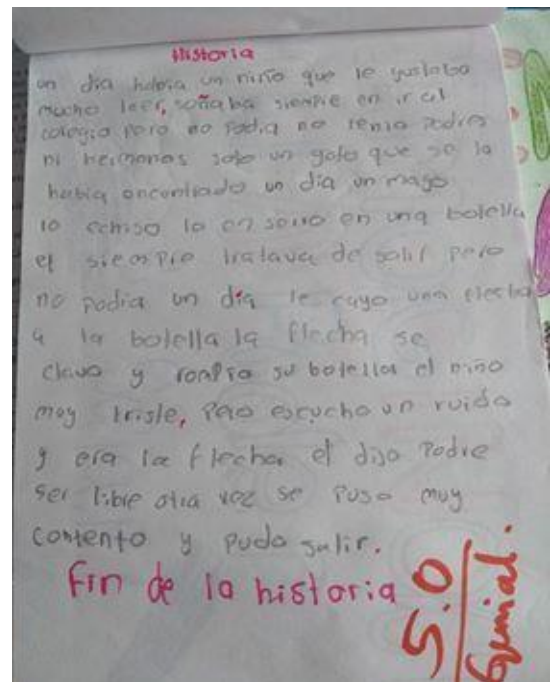 Historia
un dia habia un niño que le gustaba
mucho leer, soñaba siempre en ir al
colegio pero no podia no tenia padres
ni hermanos solo un gato que se lo
habia encontrado un dia un mago
lo echiso lo en en una botella
el siempre tratava de salir pero
no podia un dia le cayo una
a la botella la flecha se
clavo y rompio su botella el niño
muy triste, pero escucho un ruido
y era la flecha el dijo Podre
ser libre otra vez se puso muy
contento y pudo salir.
Fin de la historia
5.0
Genial.